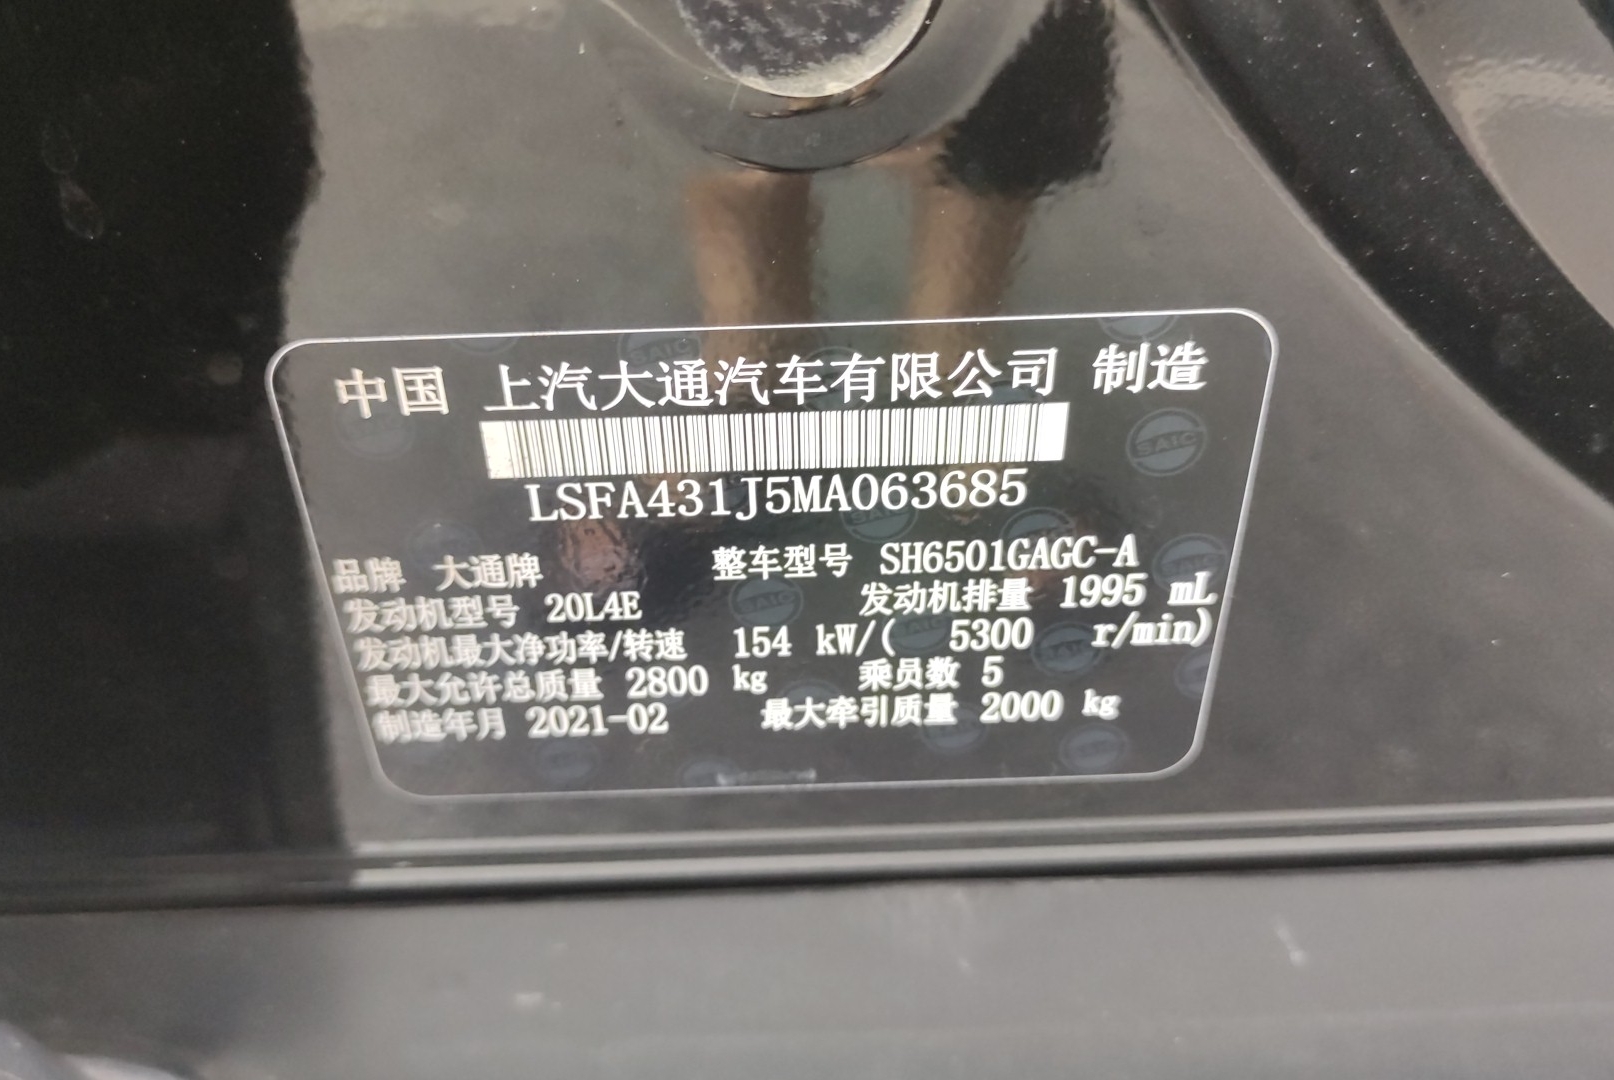 中国 上汽大通汽车有限公司 制造
LSFA431J5MA063685
品牌 大通牌 整车型号 SH6501GAGC-A
发动机型号 20L4E 发动机排量 1995 mL
发动机最大净功率/转速 154 kW/( 5300 r/min)
最大允许总质量 2800 kg 乘员数 5
制造年月 2021-02 最大牵引质量 2000 kg
SAIC
SAIC
SAIC